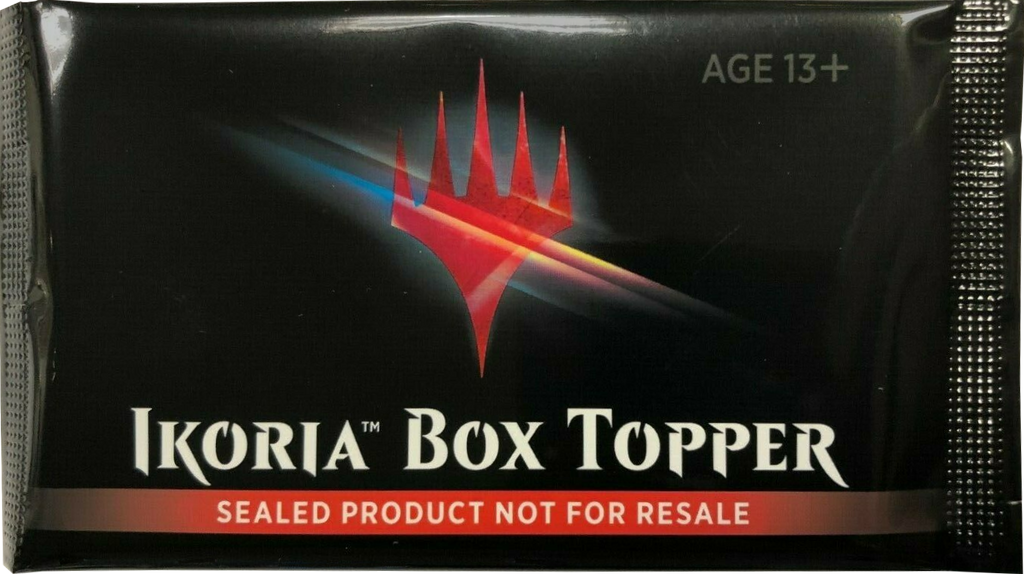 AGE 13+
IKORIA™ BOX TOPPER
SEALED PRODUCT NOT FOR RESALE